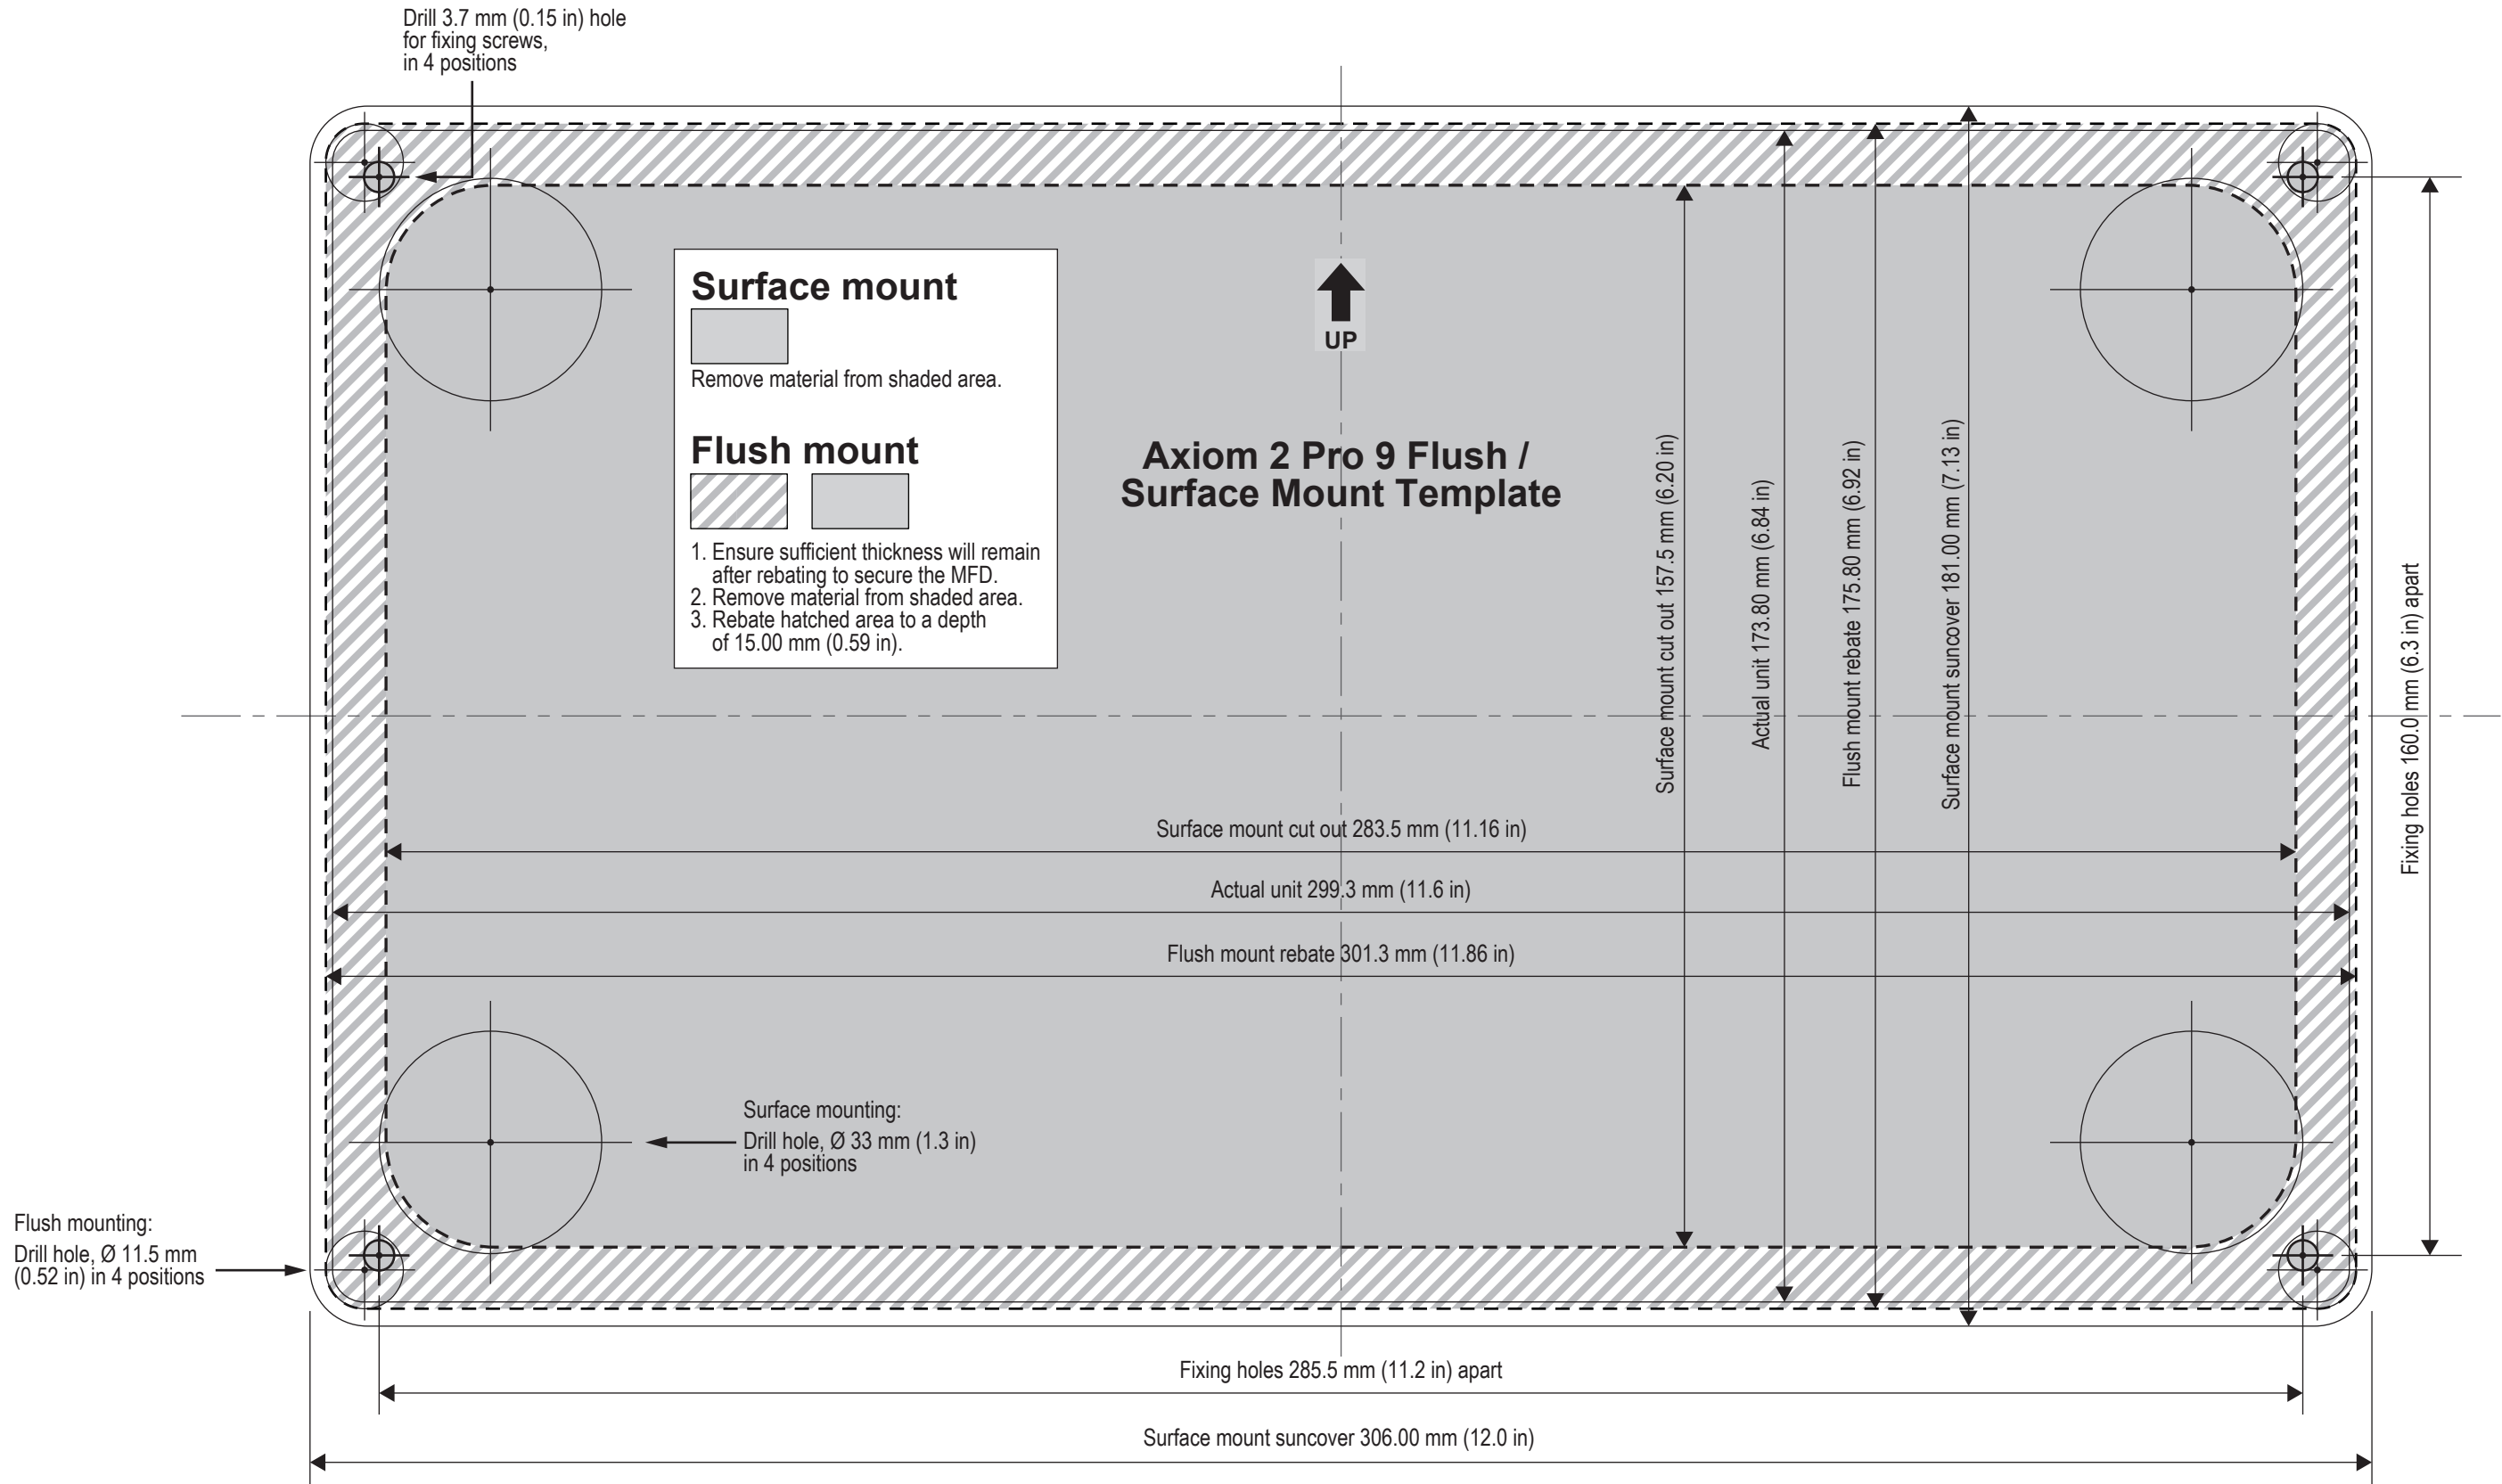 Drill 3.7 mm (0.15 in) hole
for fixing screws,
in 4 positions
Surface mount
Remove material from shaded area.
Flush mount
1. Ensure sufficient thickness will remain
after rebating to secure the MFD.
2. Remove material from shaded area.
3. Rebate hatched area to a depth
of 15.00 mm (0.59 in).
UP
Axiom 2 Pro 9 Flush /
Surface Mount Template
Surface mount cut out 157.5 mm (6.20 in)
Actual unit 173.80 mm (6.84 in)
Flush mount rebate 175.80 mm (6.92 in)
Surface mount suncover 181.00 mm (7.13 in)
Fixing holes 160.0 mm (6.3 in) apart
Surface mount cut out 283.5 mm (11.16 in)
Actual unit 299.3 mm (11.6 in)
Flush mount rebate 301.3 mm (11.86 in)
Surface mounting:
Drill hole, Ø 33 mm (1.3 in)
in 4 positions
Flush mounting:
Drill hole, Ø 11.5 mm
(0.52 in) in 4 positions
Fixing holes 285.5 mm (11.2 in) apart
Surface mount suncover 306.00 mm (12.0 in)